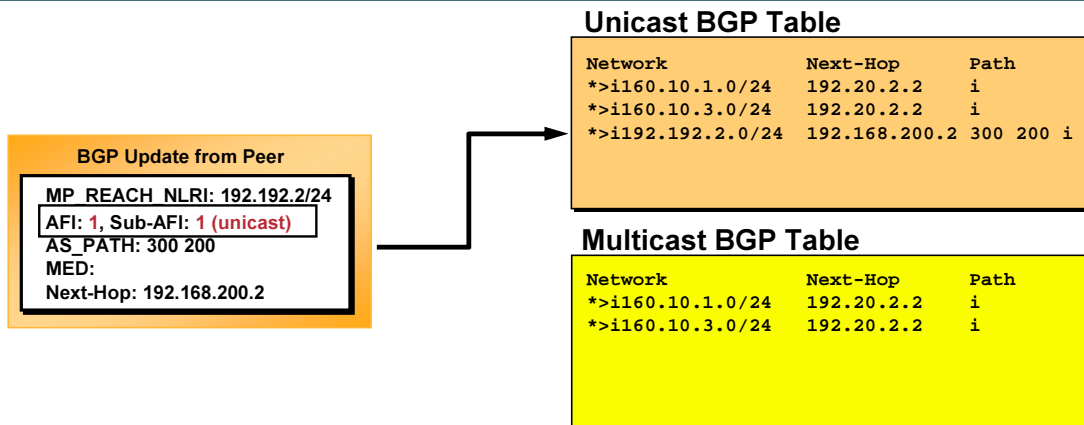 Unicast BGP Table
Network Next-Hop Path
*>i160.10.1.0/24 192.20.2.2 i
*>i160.10.3.0/24 192.20.2.2 i
*>i192.192.2.0/24 192.168.200.2 300 200 i
BGP Update from Peer
MP_REACH_NLRI: 192.192.2/24
AFI: 1, Sub-AFI: 1 (unicast)
AS_PATH: 300 200
MED:
Next-Hop: 192.168.200.2
Multicast BGP Table
Network Next-Hop Path
*>i160.10.1.0/24 192.20.2.2 i
*>i160.10.3.0/24 192.20.2.2 i